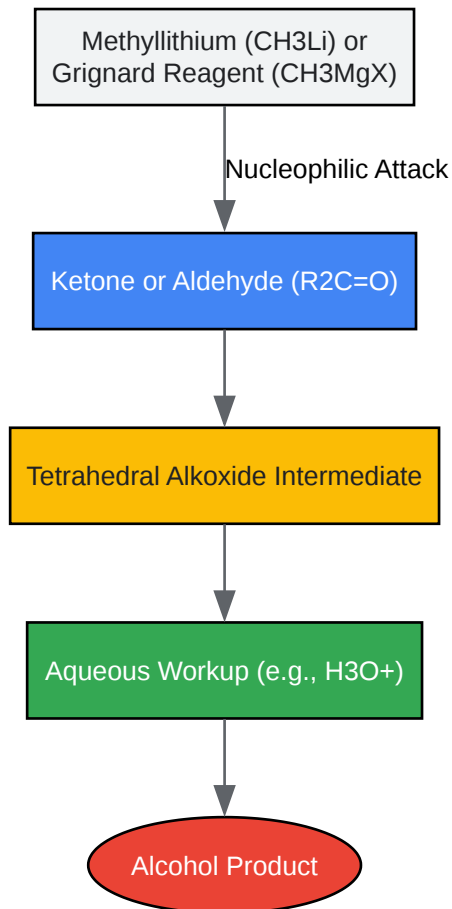 Methyllithium (CH3Li) or
Grignard Reagent (CH3MgX)
Nucleophilic Attack
Ketone or Aldehyde (R2C=O)
Tetrahedral Alkoxide Intermediate
Aqueous Workup (e.g., H3O+)
Alcohol Product